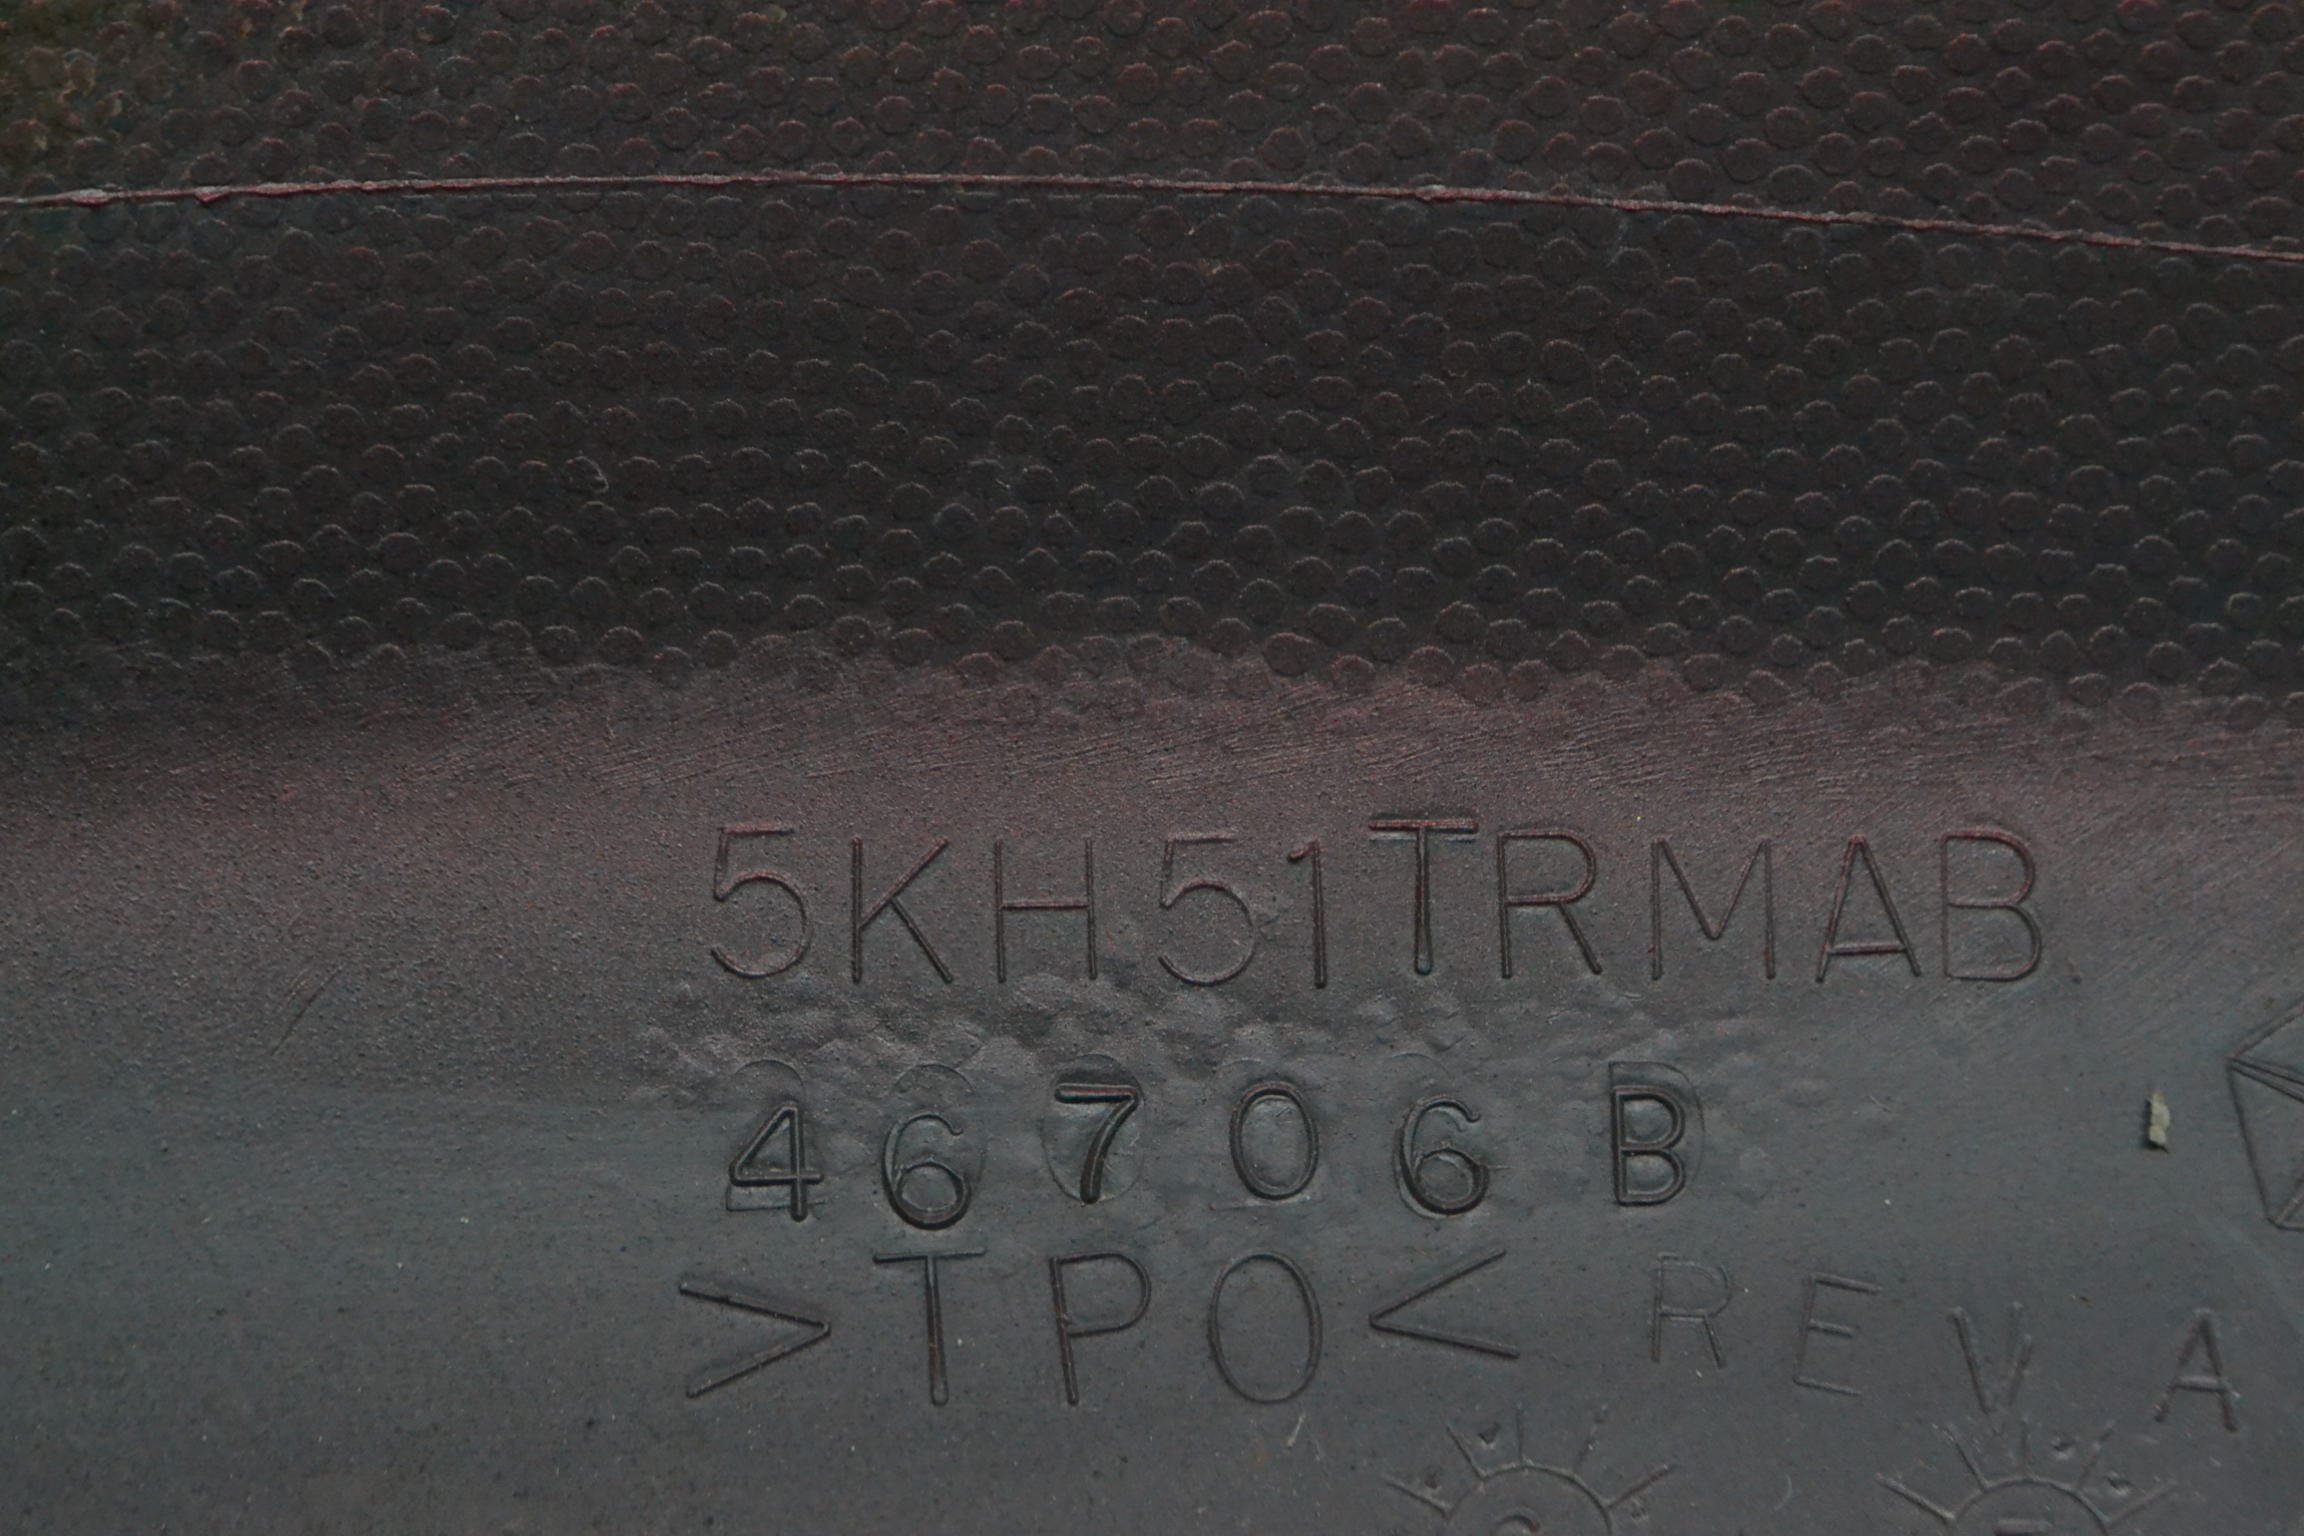 5KH51TRMAB
46706B
>TPO< REV A